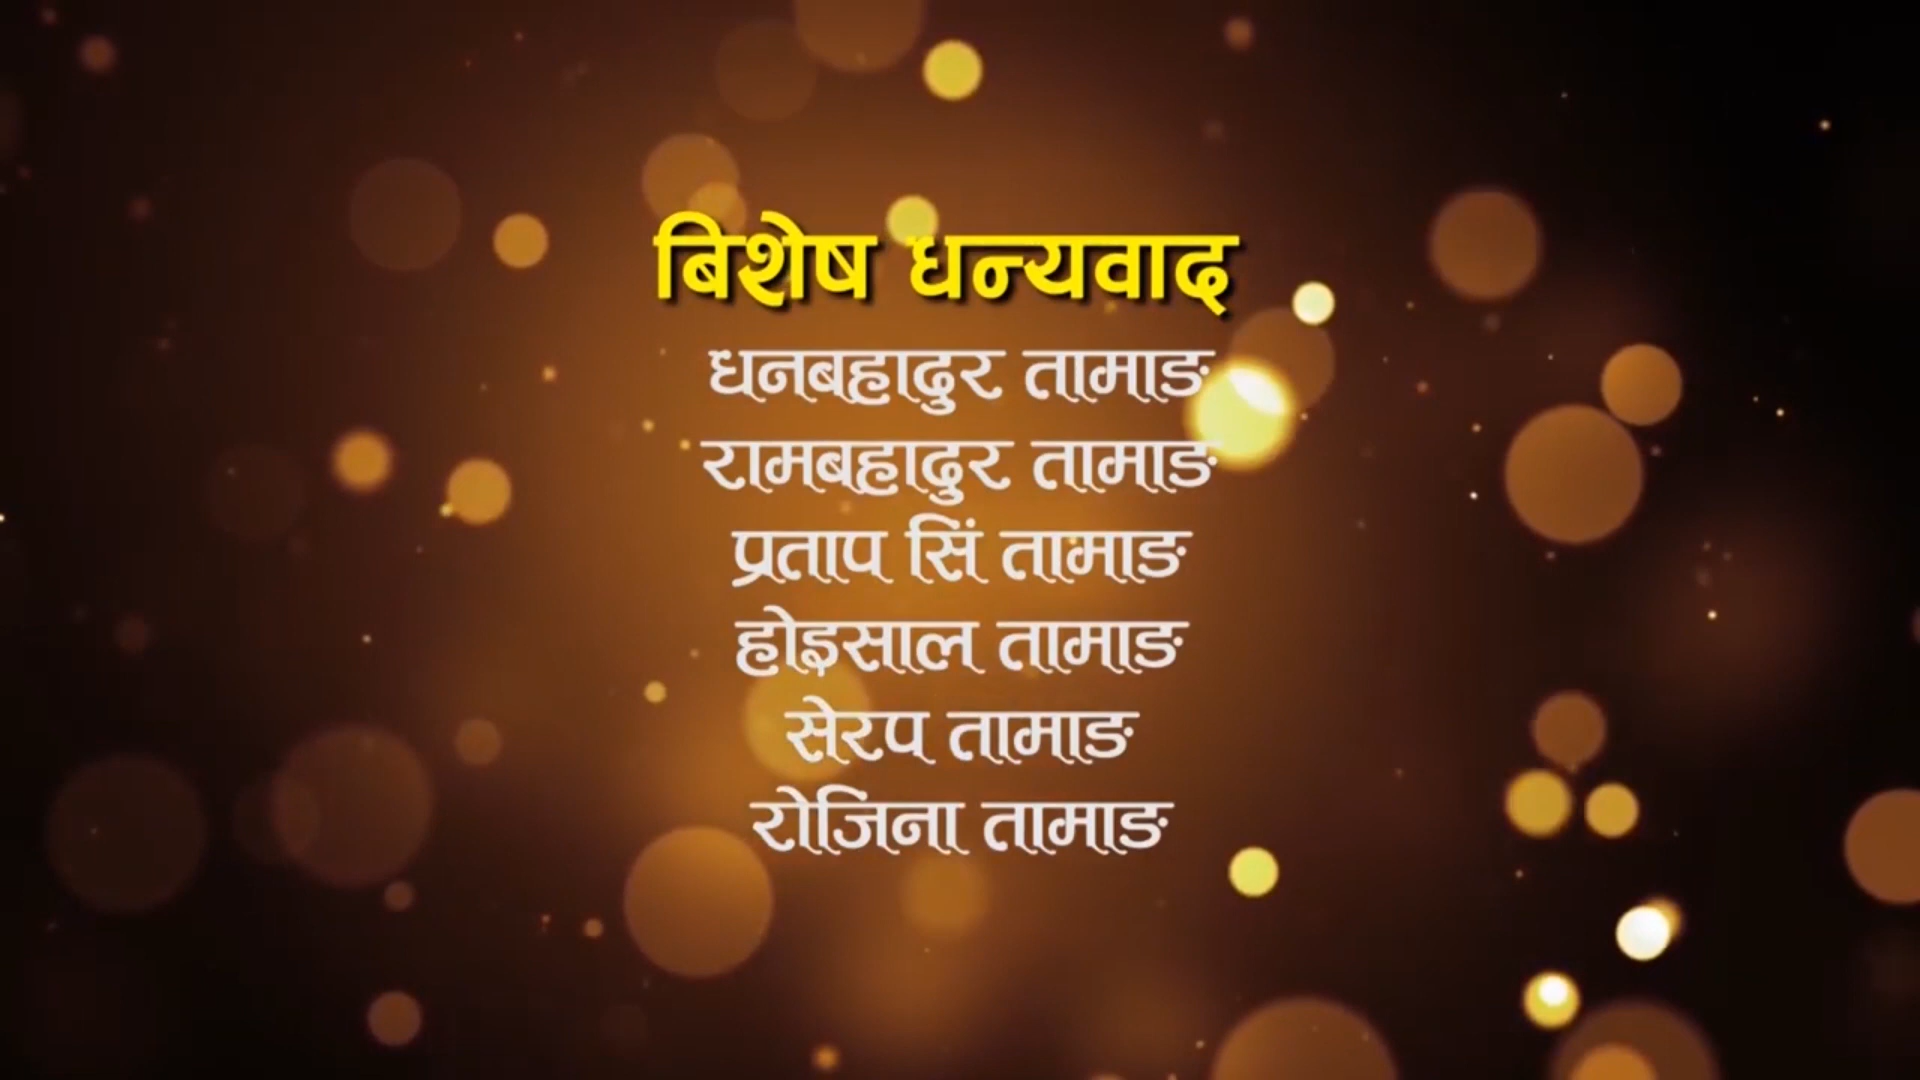 बिशेष धन्यवाद
धनबहादुर तामाङ
रामबहादुर तामाङ
प्रताप सिं तामाङ
होइसाल तामाङ
सेरप तामाङ
रोजिना तामाङ